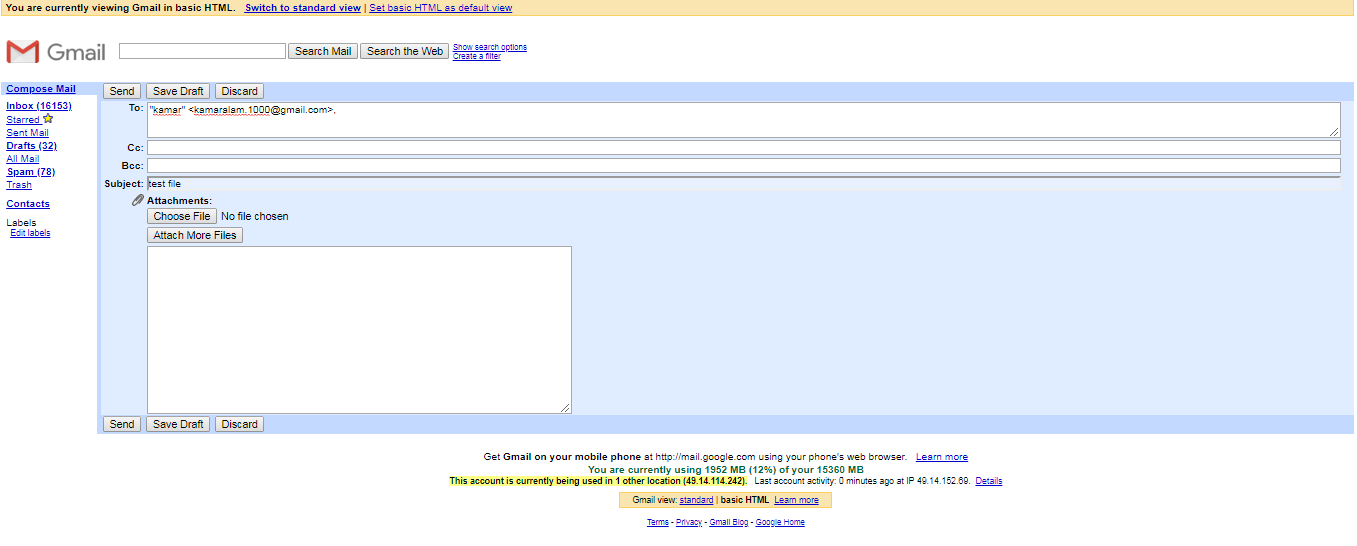 You are currently viewing Gmail in basic HTML. Switch to standard view | Set basic HTML as default view
Gmail
Search Mail Search the Web Show search options
Create a filter
Compose Mail
Inbox (16153)
Starred
Sent Mail
Drafts (32)
All Mail
Spam (78)
Trash
Contacts
Labels
Edit labels
Send Save Draft Discard
To: "kamar" <kamaralam.1000@gmail.com>,
Cc:
Bcc:
Subject: test file
Attachments:
Choose File No file chosen
Attach More Files
Send Save Draft Discard
Get Gmail on your mobile phone at http://mail.google.com using your phone's web browser. Learn more
You are currently using 1952 MB (12%) of your 15360 MB
This account is currently being used in 1 other location (49.14.114.242). Last account activity: 0 minutes ago at IP 49.14.152.69. Details
Gmail view: standard | basic HTML Learn more
Terms - Privacy - Gmail Blog - Google Home